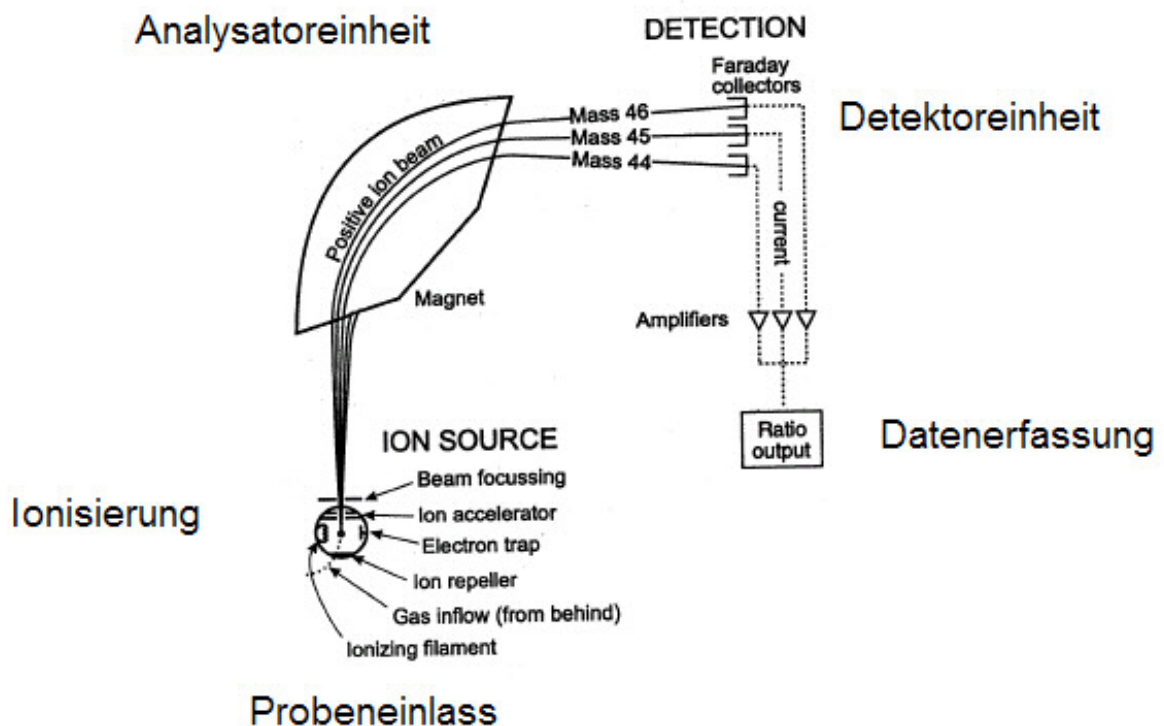 Analysatoreinheit
DETECTION
Faraday
collectors
Mass 46
Mass 45
Mass 44
Detektoreinheit
Positive ion beam
current
Magnet
Amplifiers
Ratio
output
Datenerfassung
ION SOURCE
Beam focussing
Ionisierung
Ion accelerator
Electron trap
Ion repeller
Gas inflow (from behind)
Ionizing filament
Probeneinlass